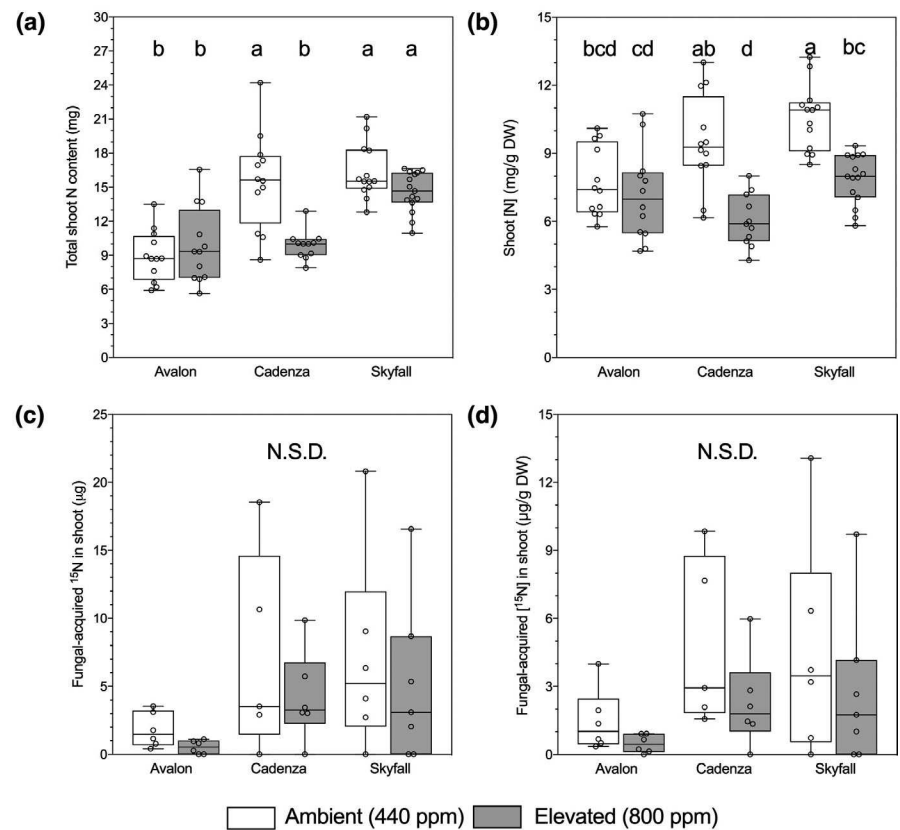 (a)
Total shoot N content (mg)
30
27
24
21
18
15
12
9
6
3
0
b b a b a a
Avalon Cadenza Skyfall
(b)
Shoot [N] (mg/g DW)
15
12
9
6
3
0
bcd cd ab d a bc
Avalon Cadenza Skyfall
(c)
Fungal-acquired ¹⁵N in shoot (µg)
25
20
15
10
5
0
N.S.D.
Avalon Cadenza Skyfall
(d)
Fungal-acquired [¹⁵N] in shoot (µg/g DW)
15
12
9
6
3
0
N.S.D.
Avalon Cadenza Skyfall
Ambient (440 ppm) Elevated (800 ppm)